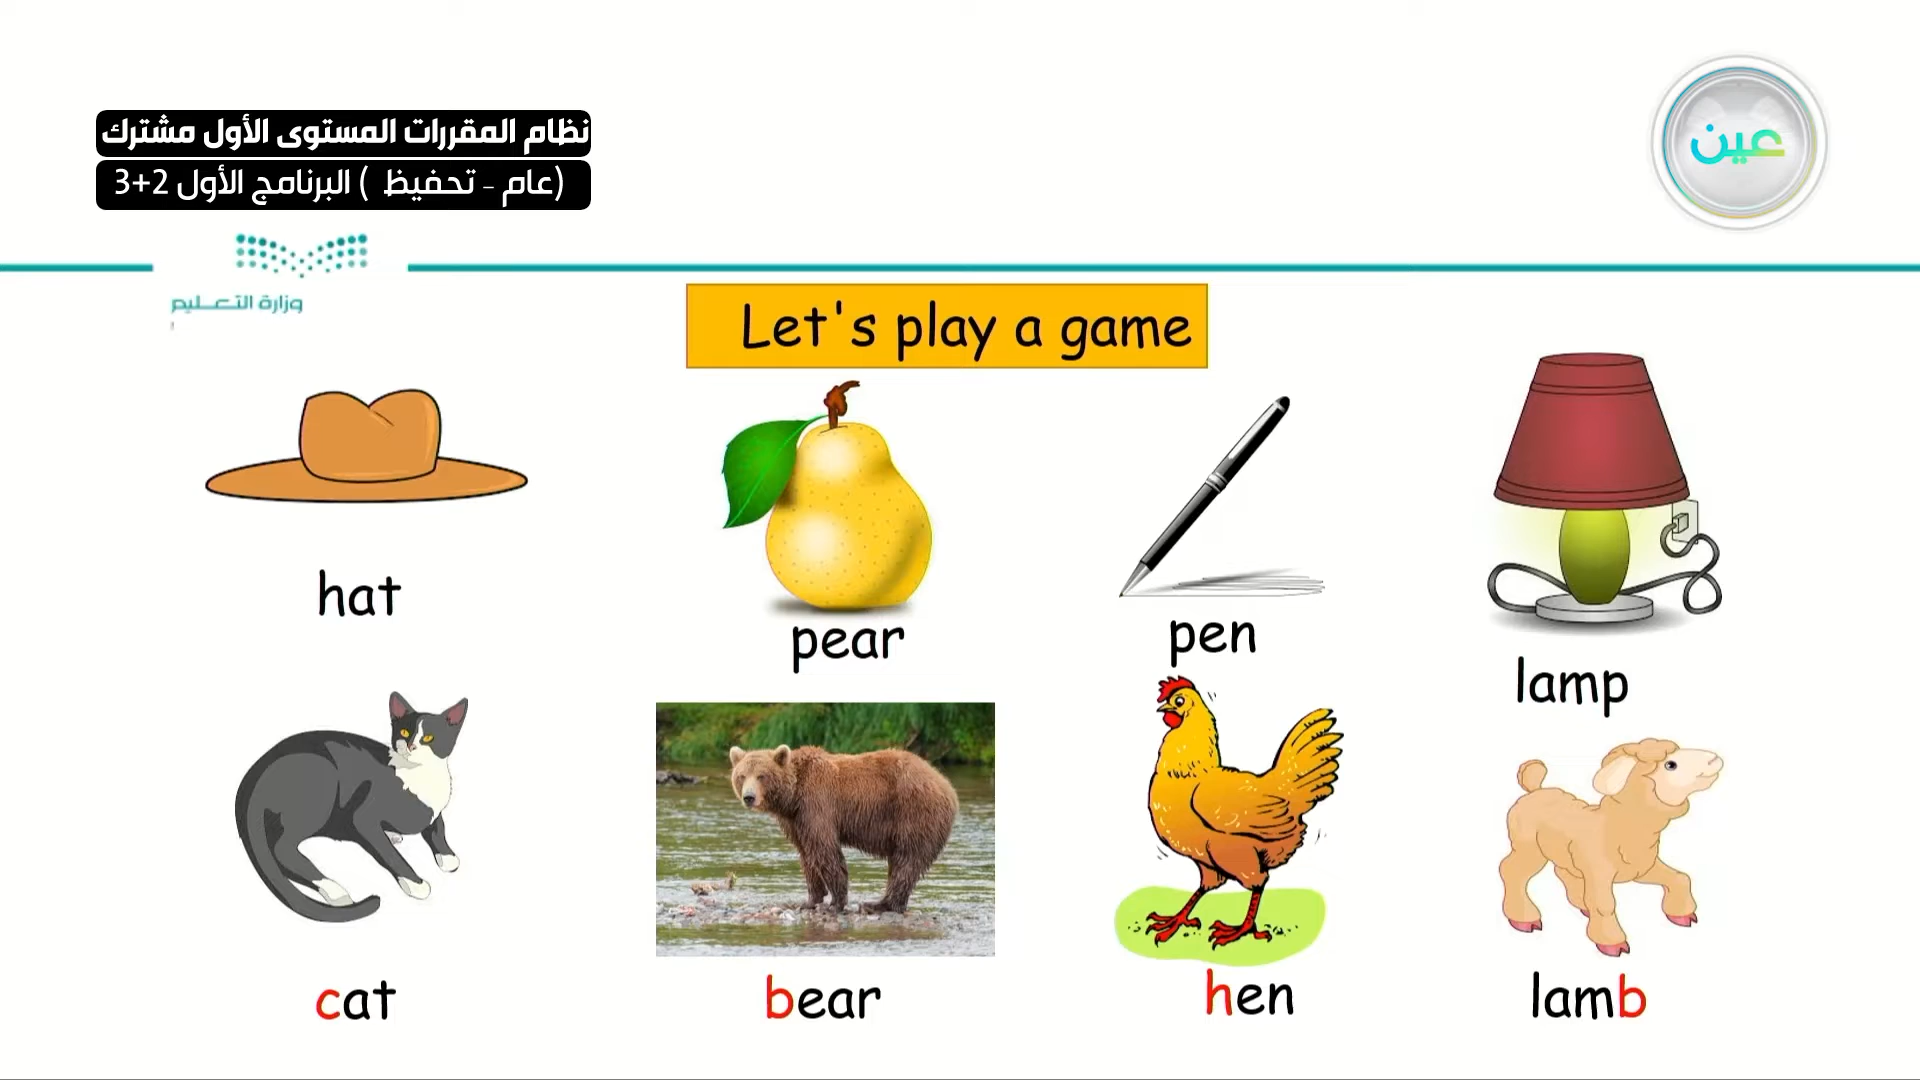 نظام المقررات المستوى الأول مشترك
(عام - تحفيظ ) البرنامج الأول 2+3
عين
وزارة التعليم
Let's play a game
hat
pear
pen
lamp
cat
bear
hen
lamb